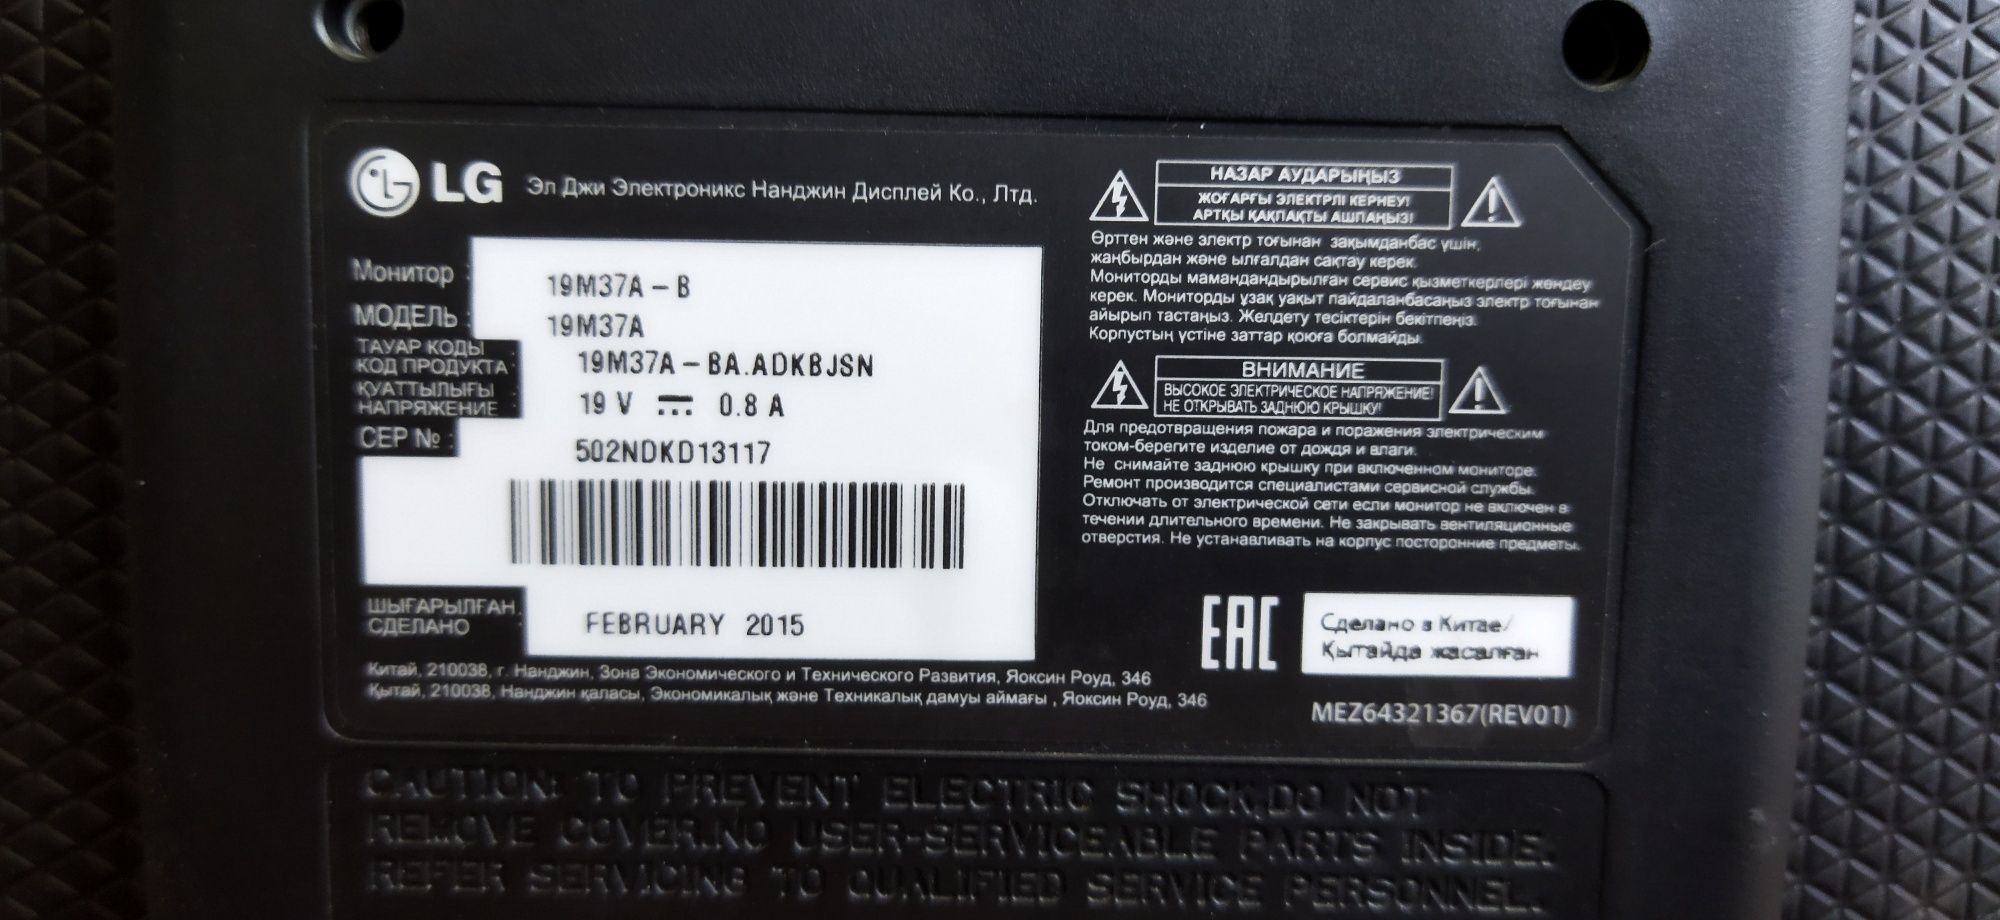 LG Эл Джи Электроникс Нанджин Дисплей Ко., Лтд.
Монитор : 19M37A – B
МОДЕЛЬ : 19M37A
ТАУАР КОДЫ
КОД ПРОДУКТА : 19M37A – BA.ADKBJSN
ҚУАТТЫЛЫҒЫ
НАПРЯЖЕНИЕ : 19 V 0.8 A
СЕР № : 502NDKD13117
ШЫҒАРЫЛҒАН :
СДЕЛАНО FEBRUARY 2015
Китай, 210038, г. Нанджин, Зона Экономического и Технического Развития, Яоксин Роуд, 346
Қытай, 210038, Нанджин қаласы, Экономикалық және Техникалық дамуы аймағы , Яоксин Роуд, 346
НАЗАР АУДАРЫҢЫЗ
ЖОҒАРҒЫ ЭЛЕКТРЛІ КЕРНЕУ!
АРТҚЫ ҚАҚПАҚТЫ АШПАҢЫЗ!
Өрттен және электр тоғынан зақымданбас үшін,
жаңбырдан және ылғалдан сақтау керек.
Мониторды мамандандырылған сервис қызметкерлері жөндеу
керек. Мониторды ұзақ уақыт пайдаланбасаңыз электр тоғынан
айырып тастаңыз. Желдету тесіктерін бекітпеңіз.
Корпустың үстіне заттар қоюға болмайды.
ВНИМАНИЕ
ВЫСОКОЕ ЭЛЕКТРИЧЕСКОЕ НАПРЯЖЕНИЕ!
НЕ ОТКРЫВАТЬ ЗАДНЮЮ КРЫШКУ!
Для предотвращения пожара и поражения электрическим
током-берегите изделие от дождя и влаги.
Не снимайте заднюю крышку при включенном мониторе.
Ремонт производится специалистами сервисной службы.
Отключать от электрической сети если монитор не включен в
течении длительного времени. Не закрывать вентиляционные
отверстия. Не устанавливать на корпус посторонние предметы.
EAC
Сделано в Китае/
Қытайда жасалған
MEZ64321367(REV01)
CAUTION: TO PREVENT ELECTRIC SHOCK,DO NOT
REMOVE COVER.NO USER-SERVICEABLE PARTS INSIDE.
REFER SERVICING TO QUALIFIED SERVICE PERSONNEL.